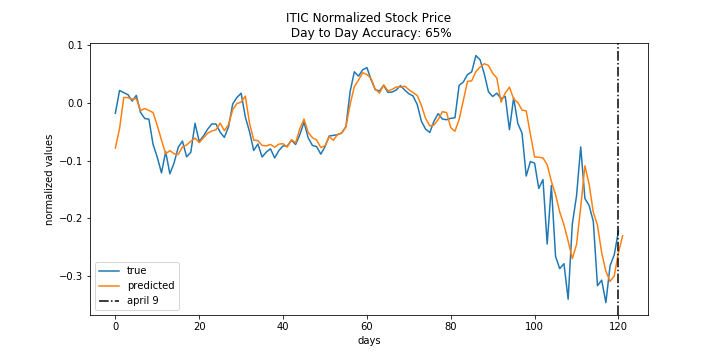 ITIC Normalized Stock Price
Day to Day Accuracy: 65%
normalized values
0.1
0.0
−0.1
−0.2
−0.3
true
predicted
april 9
0 20 40 60 80 100 120
days